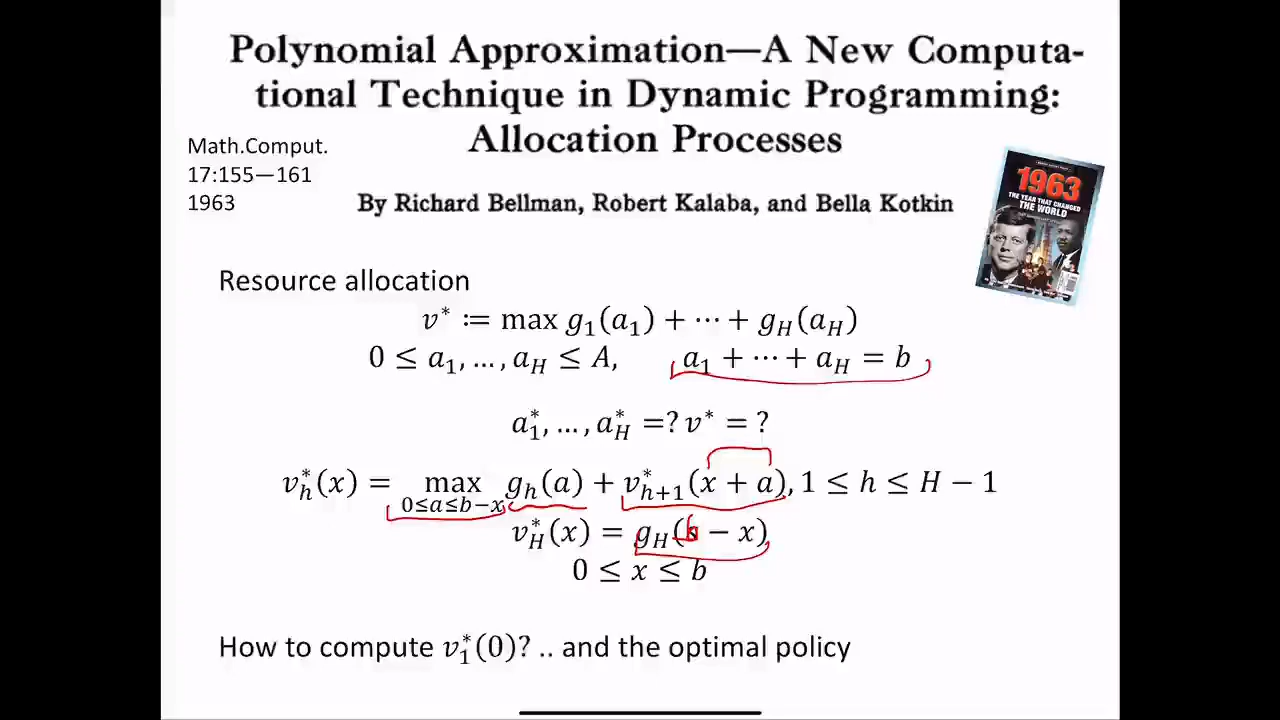 Polynomial Approximation—A New Computa-
tional Technique in Dynamic Programming:
Allocation Processes
Math.Comput.
17:155—161
1963
By Richard Bellman, Robert Kalaba, and Bella Kotkin
1963
THE YEAR THAT CHANGED
THE WORLD
Resource allocation
v* ≔ max g₁(a₁) + ⋯ + g_H(a_H)
0 ≤ a₁, …, a_H ≤ A, a₁ + ⋯ + a_H = b
a₁*, …, a_H* =? v* = ?
v_h*(x) = max_{0≤a≤b−x} g_h(a) + v*_{h+1}(x + a), 1 ≤ h ≤ H − 1
v_H*(x) = g_H(b − x)
0 ≤ x ≤ b
How to compute v₁*(0)? .. and the optimal policy